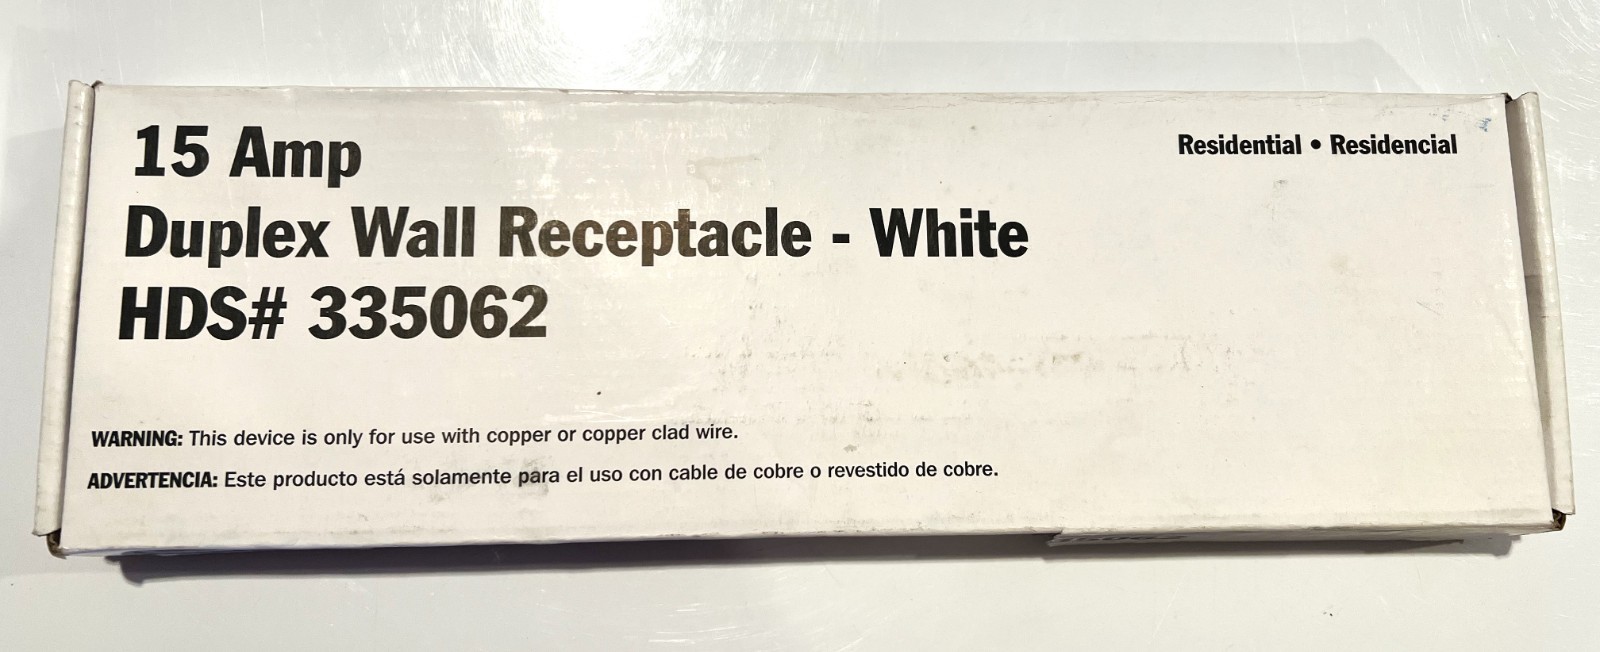 15 Amp
Residential • Residencial
Duplex Wall Receptacle - White
HDS# 335062
WARNING: This device is only for use with copper or copper clad wire.
ADVERTENCIA: Este producto está solamente para el uso con cable de cobre o revestido de cobre.